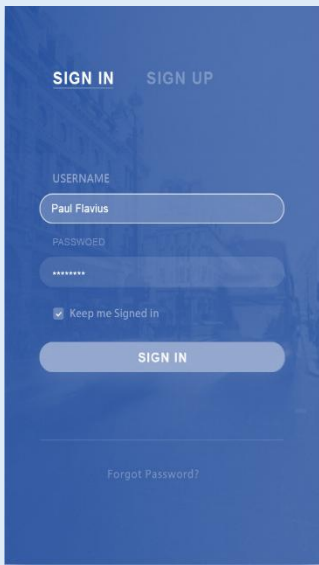 SIGN IN SIGN UP
USERNAME
Paul Flavius
PASSWOED
********
Keep me Signed in
SIGN IN
Forgot Password?